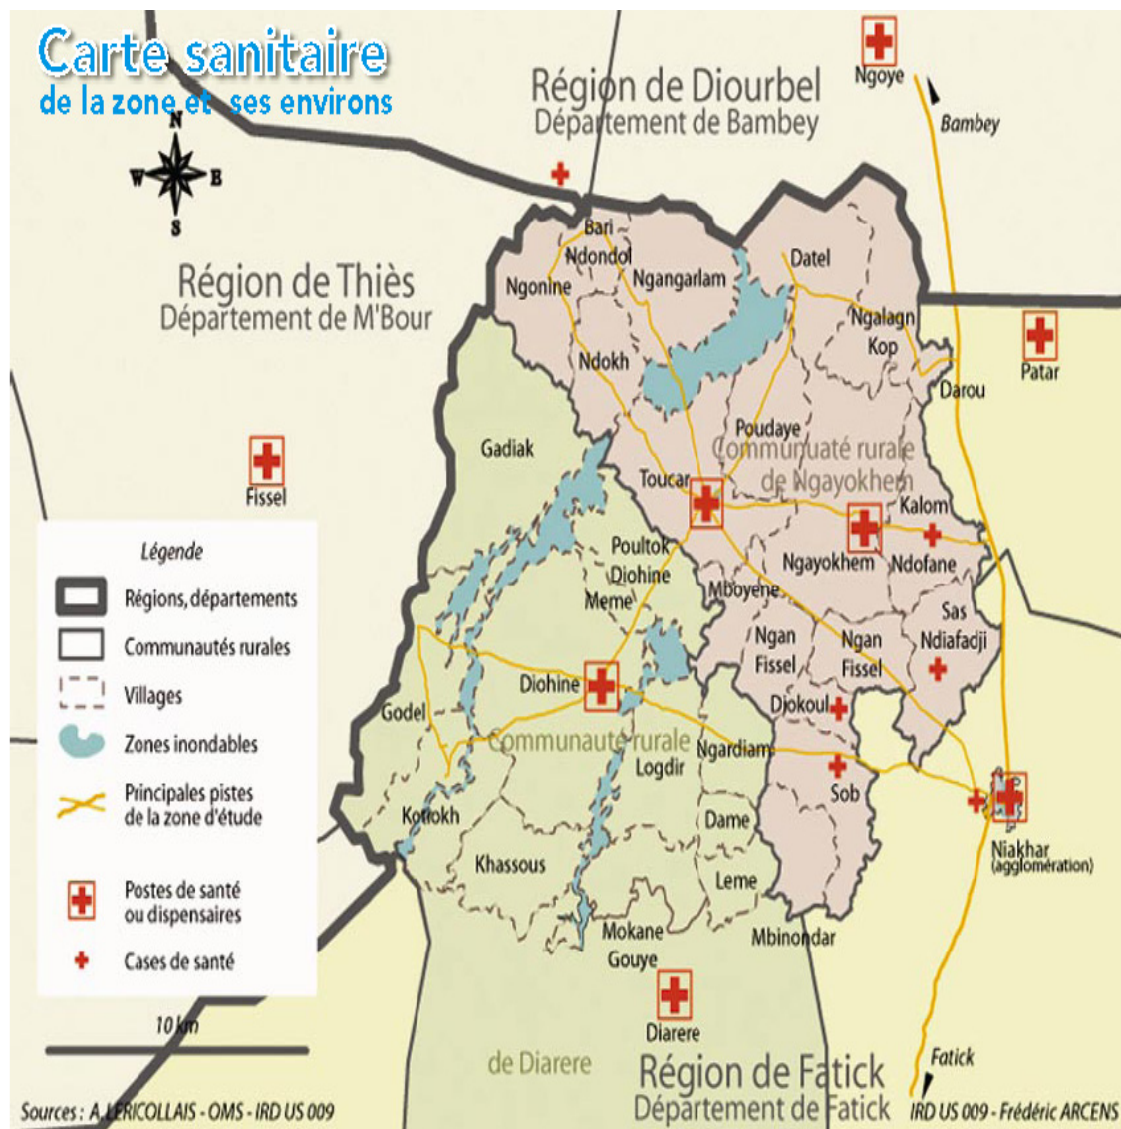 Carte sanitaire
de la zone et ses environs
N
W E
S
Région de Diourbel
Département de Bambey
Ngoye
Bambey
Région de Thiès
Département de M'Bour
Bari
Ndondol
Ngonine
Ngangarlam
Datel
Ngalagn
Kop
Ndokh
Darou
Patar
Gadiak
Poudaye
Communuaté rurale
de Ngayokhem
Toucar
Kalom
Fissel
Poultok
Diohine
Ngayokhem
Ndofane
Meme
Mboyene
Sas
Ndiafadji
Ngan
Fissel
Ngan
Fissel
Diohine
Djokoul
Godel
Communauté rurale
Ngardiam
Logdir
Sob
Kotiokh
Dame
Khassous
Leme
Niakhar
(agglomération)
Mokane
Gouye
Mbinondar
Diarere
de Diarere
Région de Fatick
Département de Fatick
Fatick
Légende
Régions, départements
Communautés rurales
Villages
Zones inondables
Principales pistes
de la zone d'étude
Postes de santé
ou dispensaires
Cases de santé
10 km
Sources : A. LERICOLLAIS - OMS - IRD US 009
IRD US 009 - Frédéric ARCENS